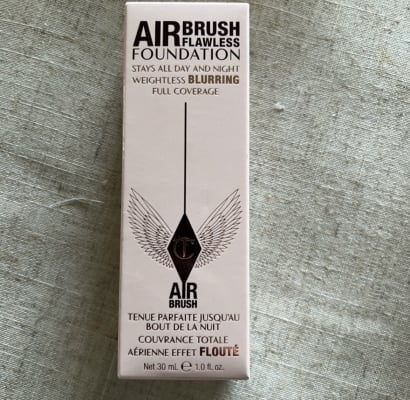 AIRBRUSH
FLAWLESS
FOUNDATION
STAYS ALL DAY AND NIGHT
WEIGHTLESS BLURRING
FULL COVERAGE
CT
AIR
BRUSH
TENUE PARFAITE JUSQU'AU
BOUT DE LA NUIT
COUVRANCE TOTALE
AÉRIENNE EFFET FLOUTÉ
Net 30 mL ℮ 1.0 fl. oz.